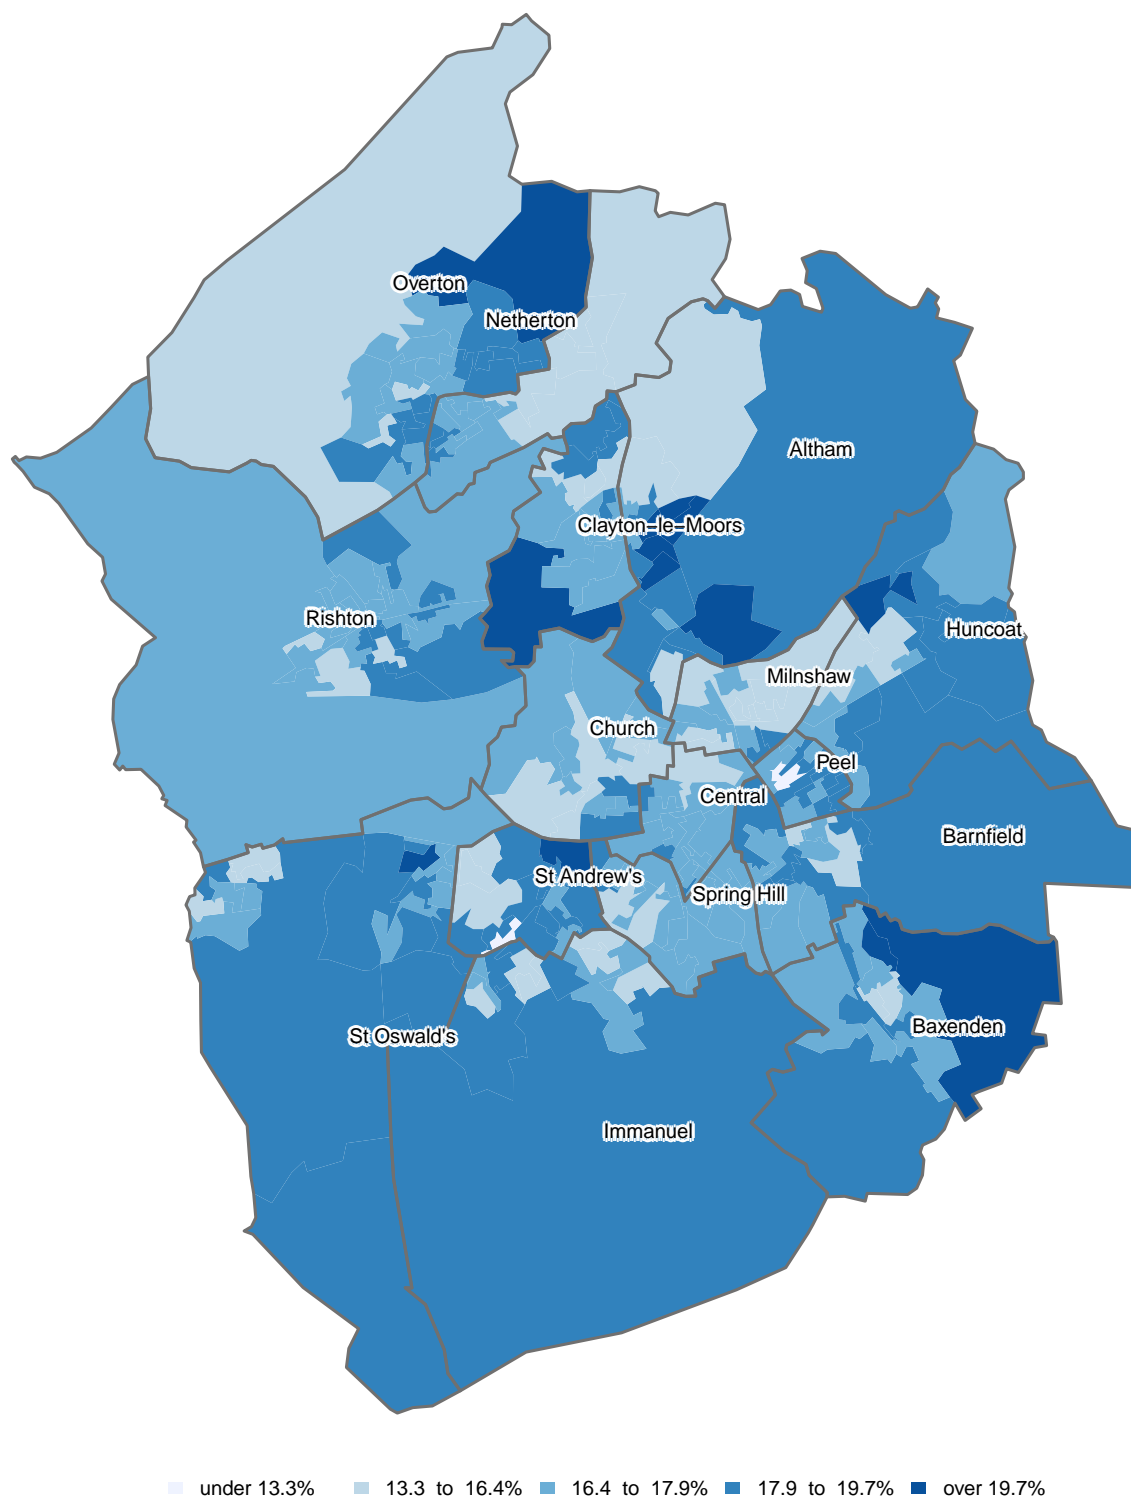 Overton
Netherton
Altham
Clayton–le–Moors
Rishton
Huncoat
Milnshaw
Church
Peel
Central
Barnfield
St Andrew's
Spring Hill
Baxenden
St Oswald's
Immanuel
under 13.3% 13.3 to 16.4% 16.4 to 17.9% 17.9 to 19.7% over 19.7%